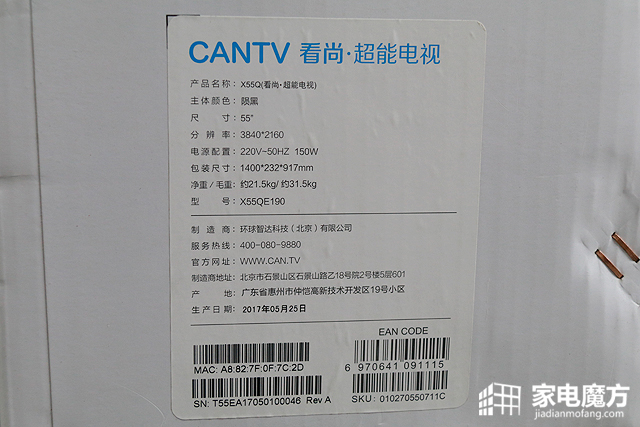 CANTV 看尚·超能电视
产品名称: X55Q(看尚·超能电视)
主体颜色: 陨黑
尺 寸: 55"
分 辨 率: 3840*2160
电源配置: 220V~50HZ 150W
包装尺寸: 1400*232*917mm
净重/毛重: 约21.5kg/ 约31.5kg
型 号: X55QE190
制 造 商: 环球智达科技（北京）有限公司
服务热线: 400-080-9880
官方网址: WWW.CAN.TV
制造商地址: 北京市石景山区石景山路乙18号院2号楼5层601
产 地: 广东省惠州市仲恺高新技术开发区19号小区
生产日期: 2017年05月25日
EAN CODE
MAC: A8:82:7F:0F:7C:2D
6 970641 091115
SN: T55EA17050100046 Rev A
SKU: 010270550711C
家电魔方
jiadianmofang.com